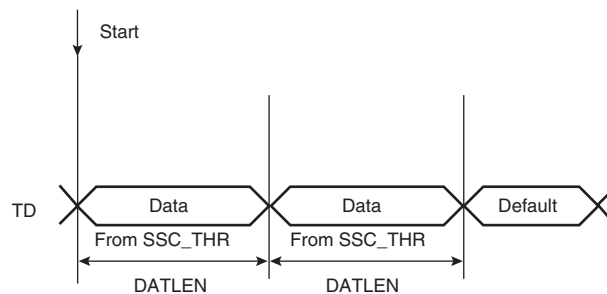 Start
TD
Data
Data
Default
From SSC_THR
From SSC_THR
DATLEN
DATLEN